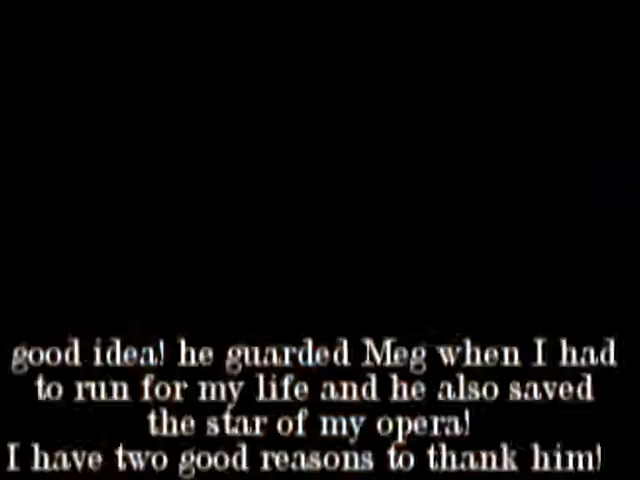 good idea! he guarded Meg when I had
to run for my life and he also saved
the star of my opera!
I have two good reasons to thank him!